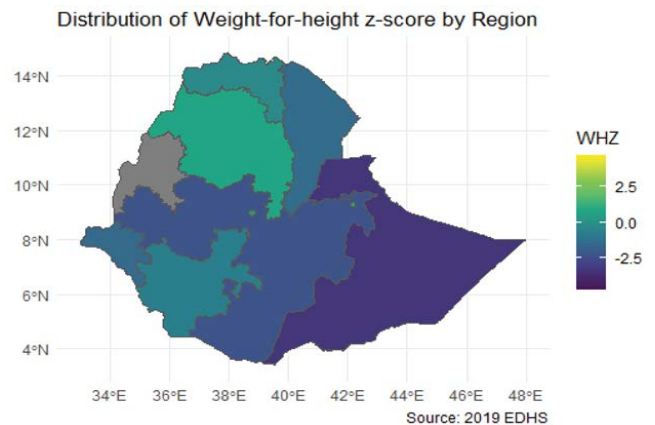 Distribution of Weight-for-height z-score by Region
14°N
12°N
10°N
8°N
6°N
4°N
34°E 36°E 38°E 40°E 42°E 44°E 46°E 48°E
WHZ
2.5
0.0
-2.5
Source: 2019 EDHS